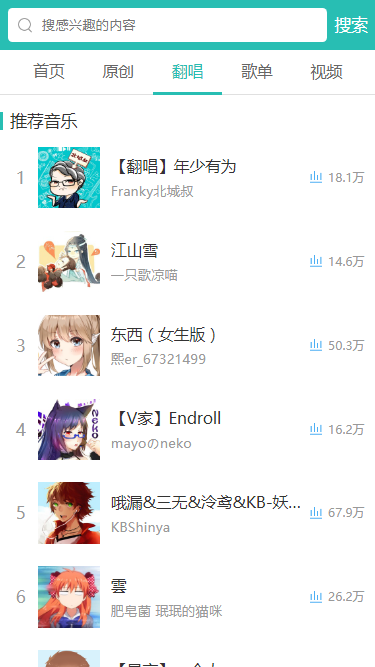 搜感兴趣的内容 搜索
首页 原创 翻唱 歌单 视频
推荐音乐
1 【翻唱】年少有为 18.1万
Franky北城叔
2 江山雪 14.6万
一只歌凉喵
3 东西（女生版） 50.3万
熙er_67321499
4 【V家】Endroll 16.2万
mayoのneko
5 哦漏&三无&泠鸢&KB-妖... 67.9万
KBShinya
6 雲 26.2万
肥皂菌 珉珉的猫咪